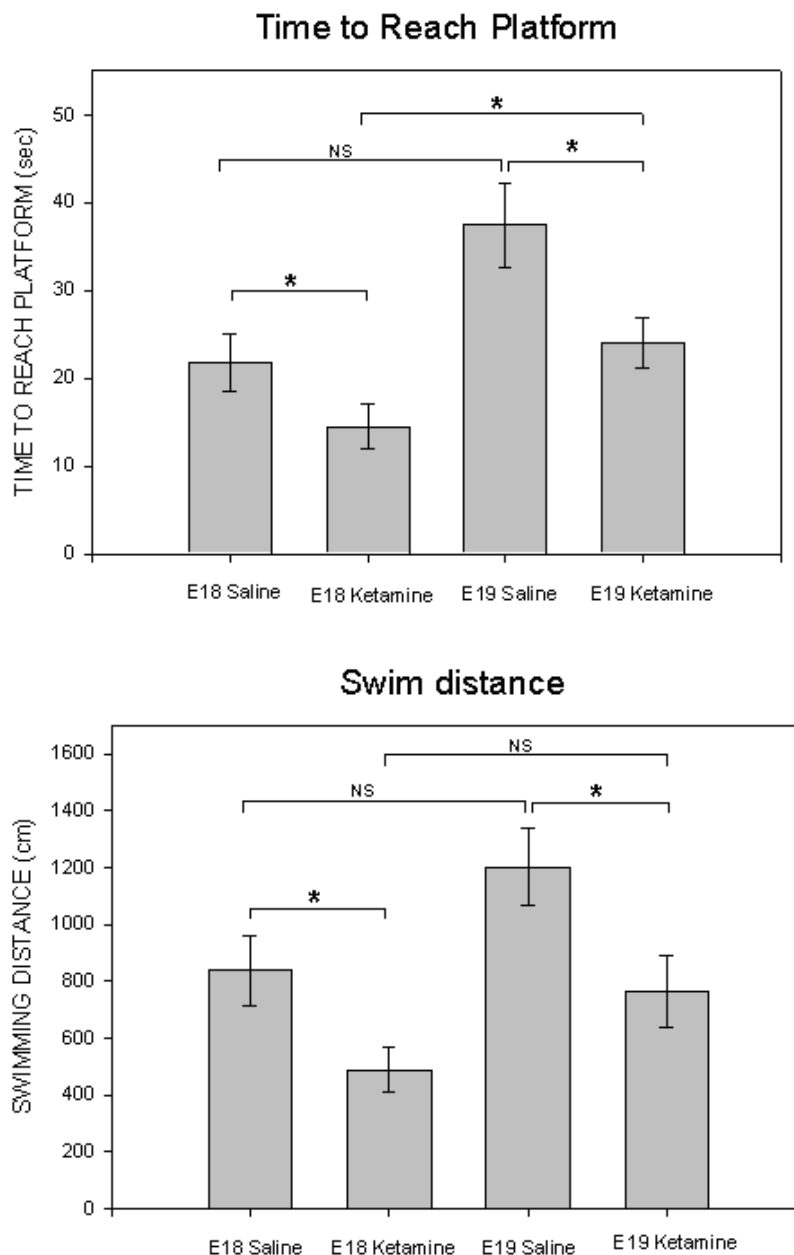 Time to Reach Platform
TIME TO REACH PLATFORM (sec)
50
40
30
20
10
0
*
NS
*
*
E18 Saline
E18 Ketamine
E19 Saline
E19 Ketamine
Swim distance
SWIMMING DISTANCE (cm)
1600
1400
1200
1000
800
600
400
200
0
NS
NS
*
*
E18 Saline
E18 Ketamine
E19 Saline
E19 Ketamine